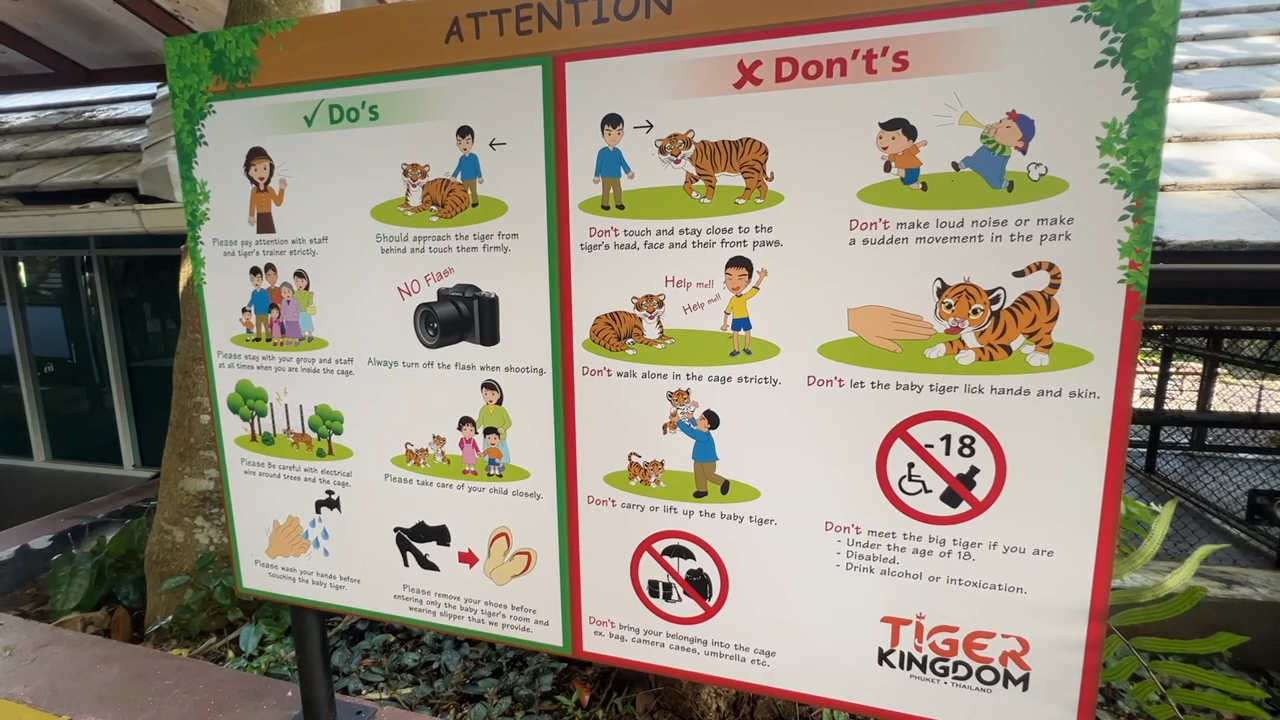 ATTENTION
✓ Do's
Please pay attention with staff
and tiger's trainer strictly.
Should approach the tiger from
behind and touch them firmly.
Please stay with your group and staff
at all times when you are inside the cage.
NO Flash
Camera
Always turn off the flash when shooting.
Please Be careful with electrical
wire around trees and the cage.
Please take care of your child closely.
Please wash your hands before
touching the baby tiger.
Please remove your shoes before
entering only the baby tiger's room and
wearing slipper that we provide.
✗ Don't's
Don't touch and stay close to the
tiger's head, face and their front paws.
Don't make loud noise or make
a sudden movement in the park
Help me!!
Help me!!
Don't walk alone in the cage strictly.
Don't let the baby tiger lick hands and skin.
Don't carry or lift up the baby tiger.
-18
Don't meet the big tiger if you are
- Under the age of 18.
- Disabled.
- Drink alcohol or intoxication.
Don't bring your belonging into the cage
ex. bag, camera cases, umbrella etc.
TIGER
KINGDOM
PHUKET • THAILAND